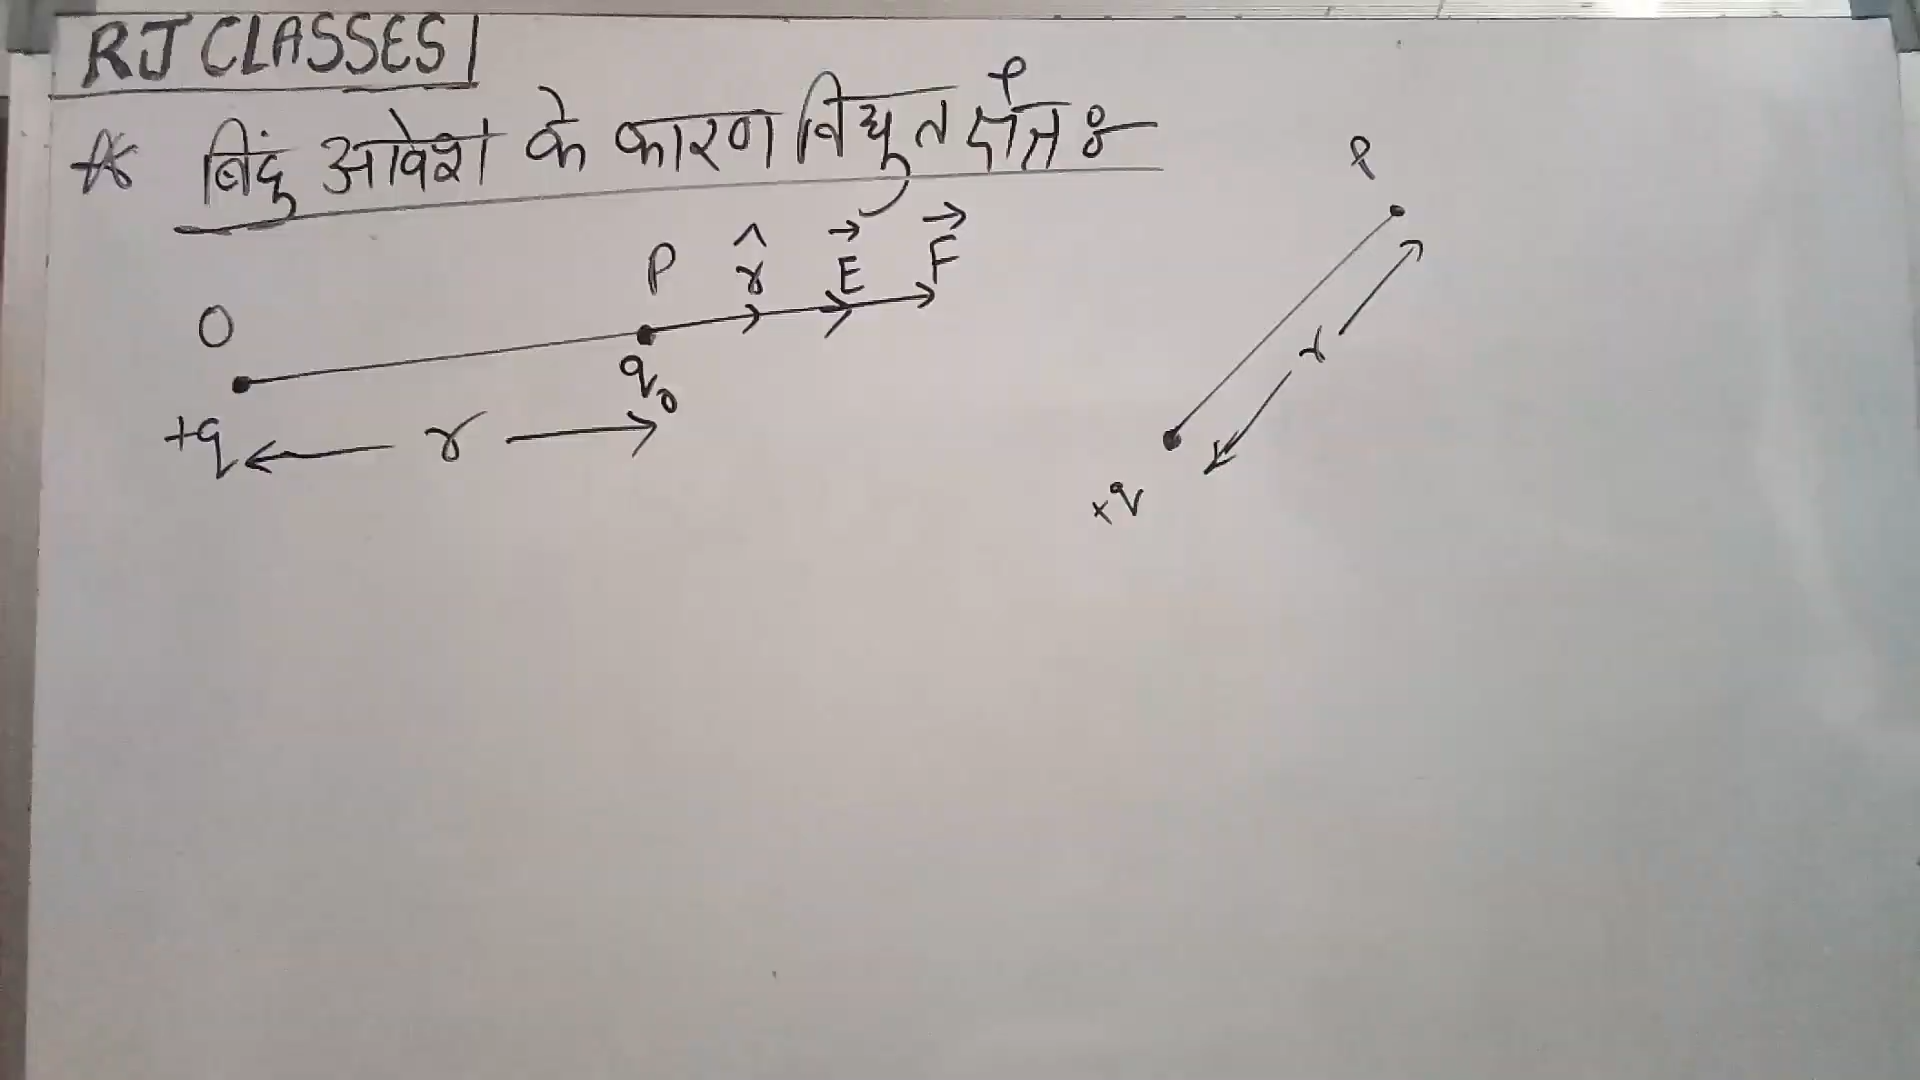 RJ CLASSES
बिंदु आवेश के कारण विद्युत क्षेत्र :-
P r̂ E⃗ F⃗
O
q₀
+q r
P
r
+q